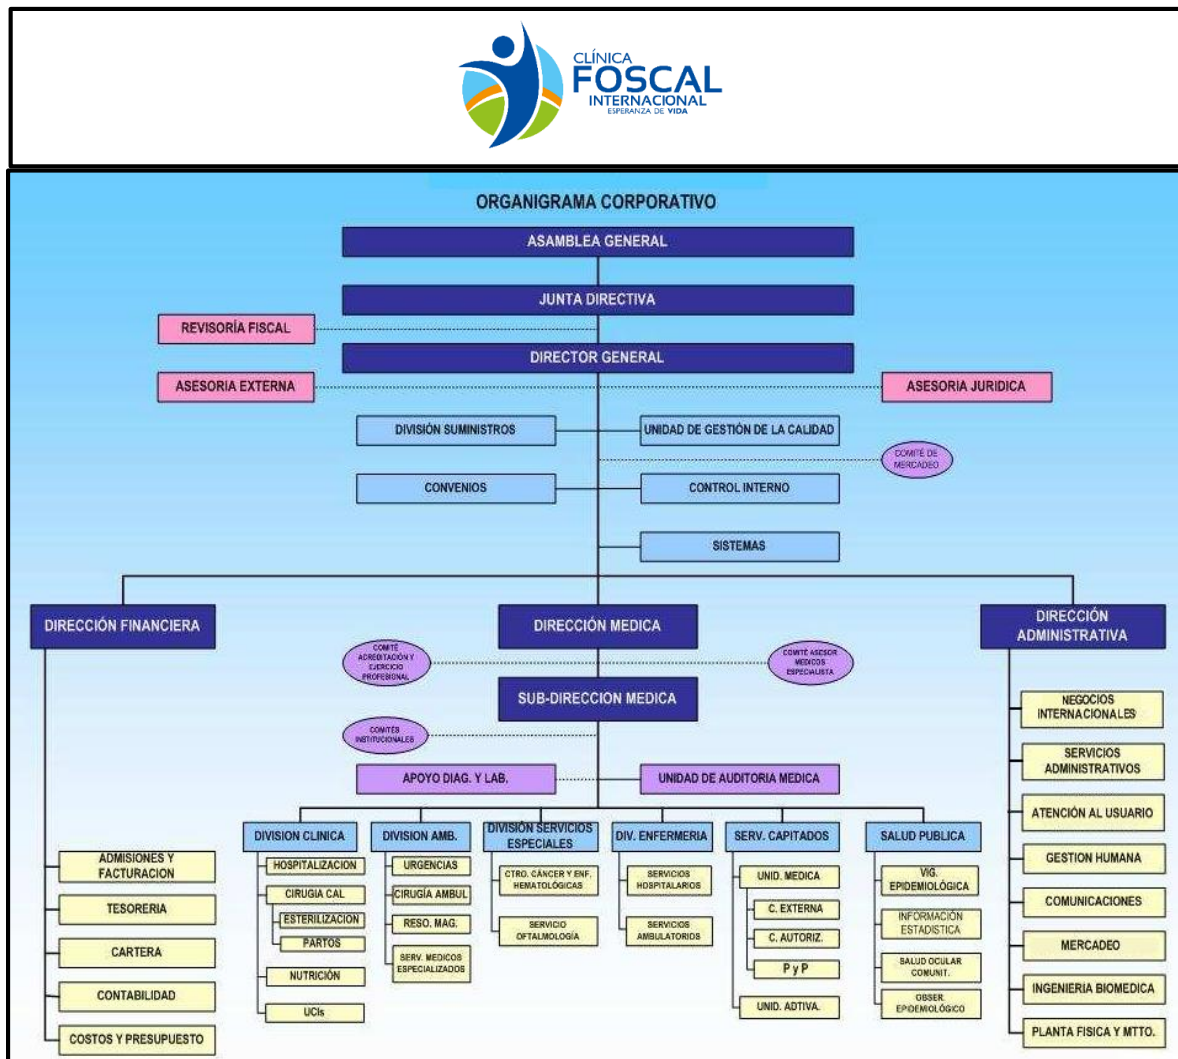 CLÍNICA
FOSCAL
INTERNACIONAL
ESPERANZA DE VIDA
ORGANIGRAMA CORPORATIVO
ASAMBLEA GENERAL
JUNTA DIRECTIVA
REVISORÍA FISCAL
DIRECTOR GENERAL
ASESORIA EXTERNA
ASESORIA JURIDICA
DIVISIÓN SUMINISTROS
UNIDAD DE GESTIÓN DE LA CALIDAD
COMITÉ DE
MERCADEO
CONVENIOS
CONTROL INTERNO
SISTEMAS
DIRECCIÓN FINANCIERA
DIRECCIÓN MEDICA
DIRECCIÓN
ADMINISTRATIVA
COMITÉ
ACREDITACIÓN Y
EJERCICIO
PROFESIONAL
COMITÉ ASESOR
MEDICOS
ESPECIALISTA
SUB-DIRECCION MEDICA
COMITÉS
INSTITUCIONALES
APOYO DIAG. Y LAB.
UNIDAD DE AUDITORIA MEDICA
DIVISION CLINICA
HOSPITALIZACION
CIRUGIA CAL
ESTERILIZACION
PARTOS
NUTRICIÓN
UCIs
DIVISION AMB.
URGENCIAS
CIRUGÍA AMBUL
RESO. MAG.
SERV. MEDICOS
ESPECIALIZADOS
DIVISIÓN SERVICIOS
ESPECIALES
CTRO. CÁNCER Y ENF.
HEMATOLÓGICAS
SERVICIO
OFTALMOLOGÍA
DIV. ENFERMERIA
SERVICIOS
HOSPITALARIOS
SERVICIOS
AMBULATORIOS
SERV. CAPITADOS
UNID. MEDICA
C. EXTERNA
C. AUTORIZ.
P y P
UNID. ADTIVA.
SALUD PUBLICA
VIG.
EPIDEMIOLÓGICA
INFORMACIÓN
ESTADISTICA
SALUD OCULAR
COMUNIT.
OBSER.
EPIDEMIOLÓGICO
ADMISIONES Y
FACTURACION
TESORERIA
CARTERA
CONTABILIDAD
COSTOS Y PRESUPUESTO
NEGOCIOS
INTERNACIONALES
SERVICIOS
ADMINISTRATIVOS
ATENCIÓN AL USUARIO
GESTION HUMANA
COMUNICACIONES
MERCADEO
INGENIERIA BIOMEDICA
PLANTA FISICA Y MTTO.